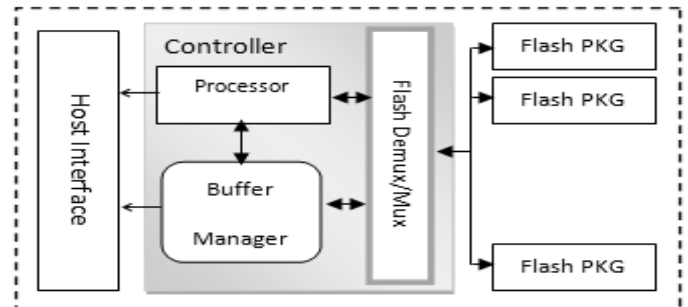 Host Interface
Controller
Processor
Buffer
Manager
Flash Demux/Mux
Flash PKG
Flash PKG
Flash PKG